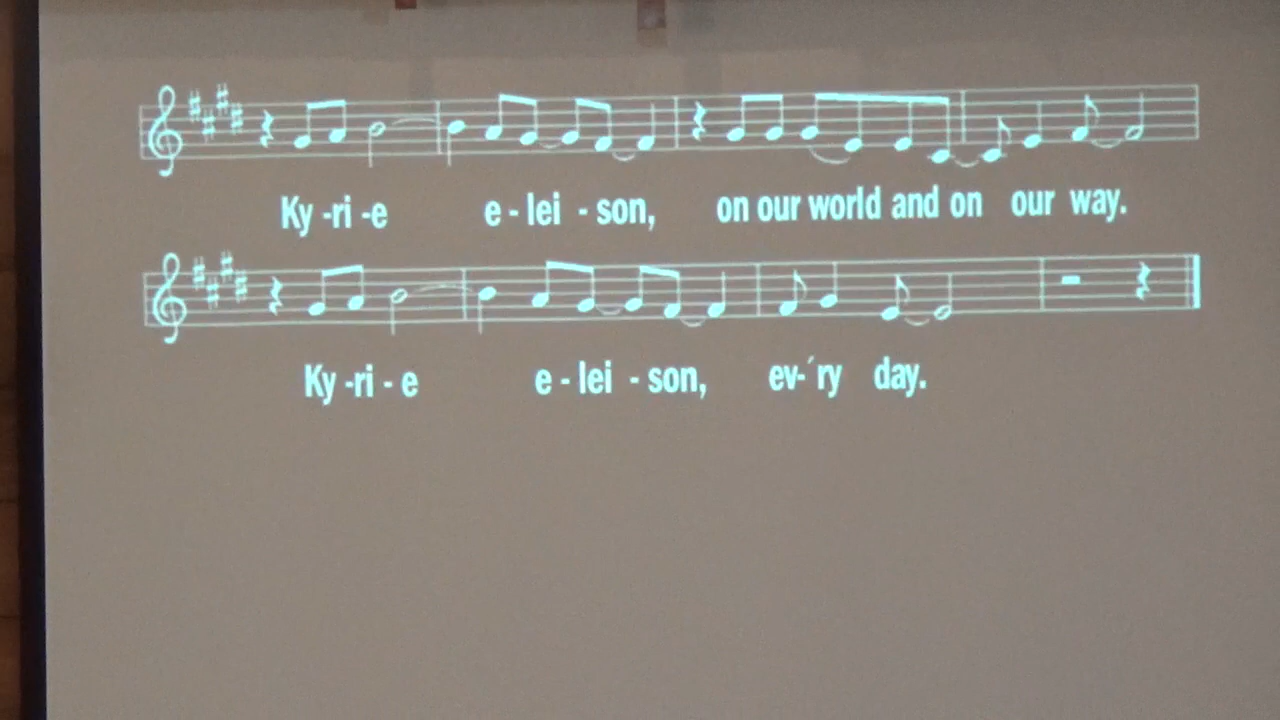 Ky -ri -e e - lei - son, on our world and on our way.
Ky -ri - e e - lei - son, ev-´ry day.